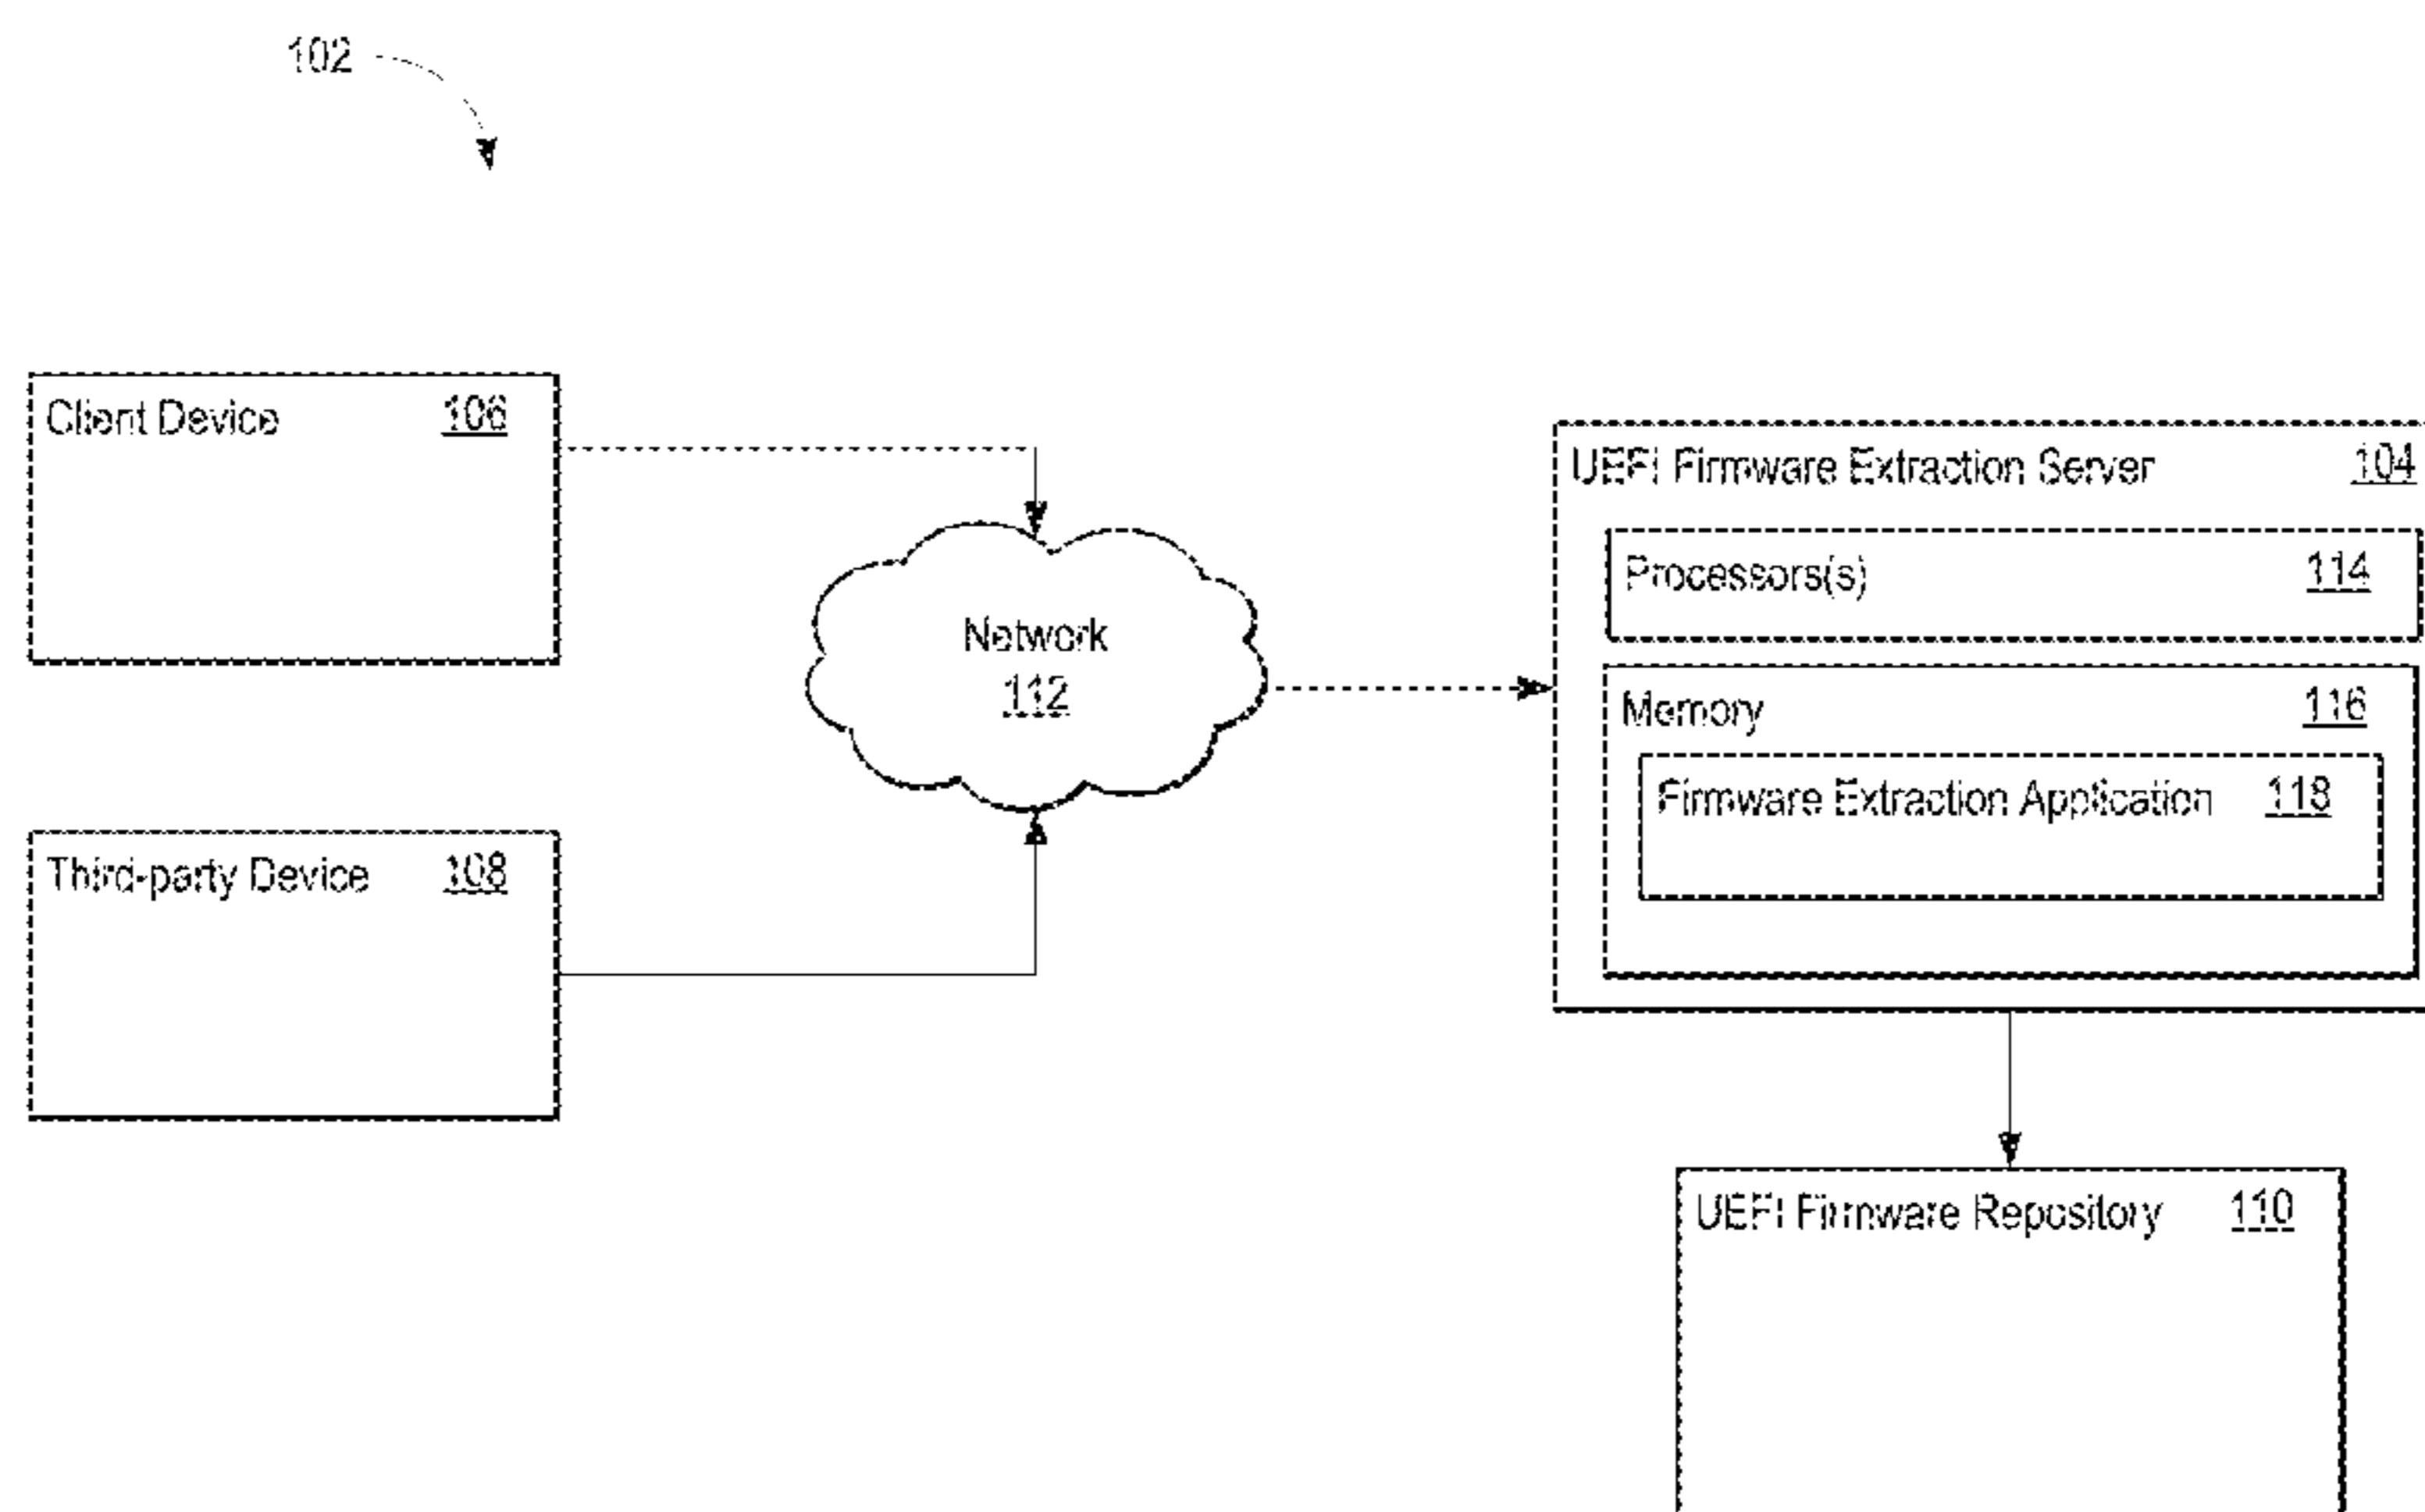 102
Client Device 106
UEFI Firmware Extraction Server 104
Processors(s) 114
Network
112
Memory 116
Firmware Extraction Application 118
Third-party Device 108
UEFI Firmware Repository 110